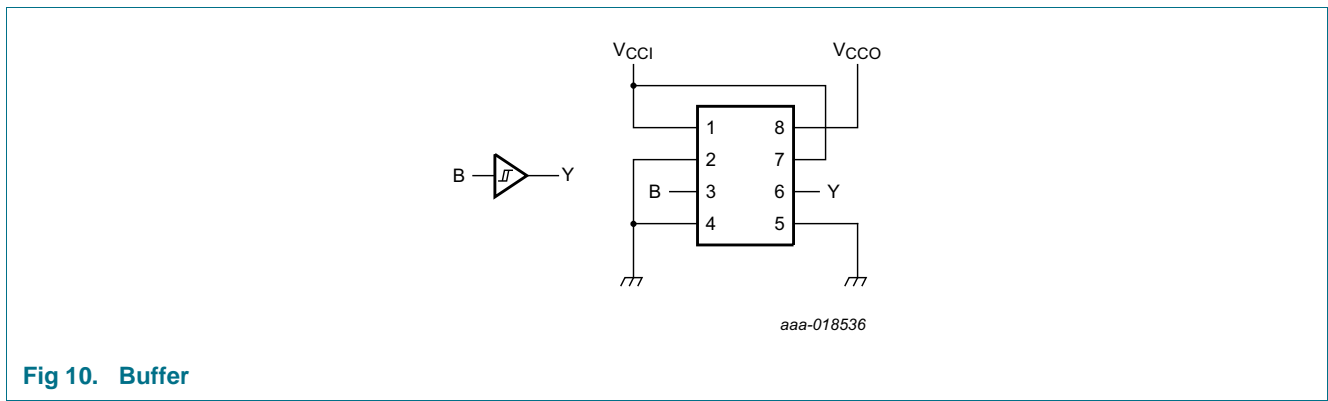 VCCI VCCO
1 8
B Y 2 7
B 3 6 Y
4 5
aaa-018536
Fig 10. Buffer